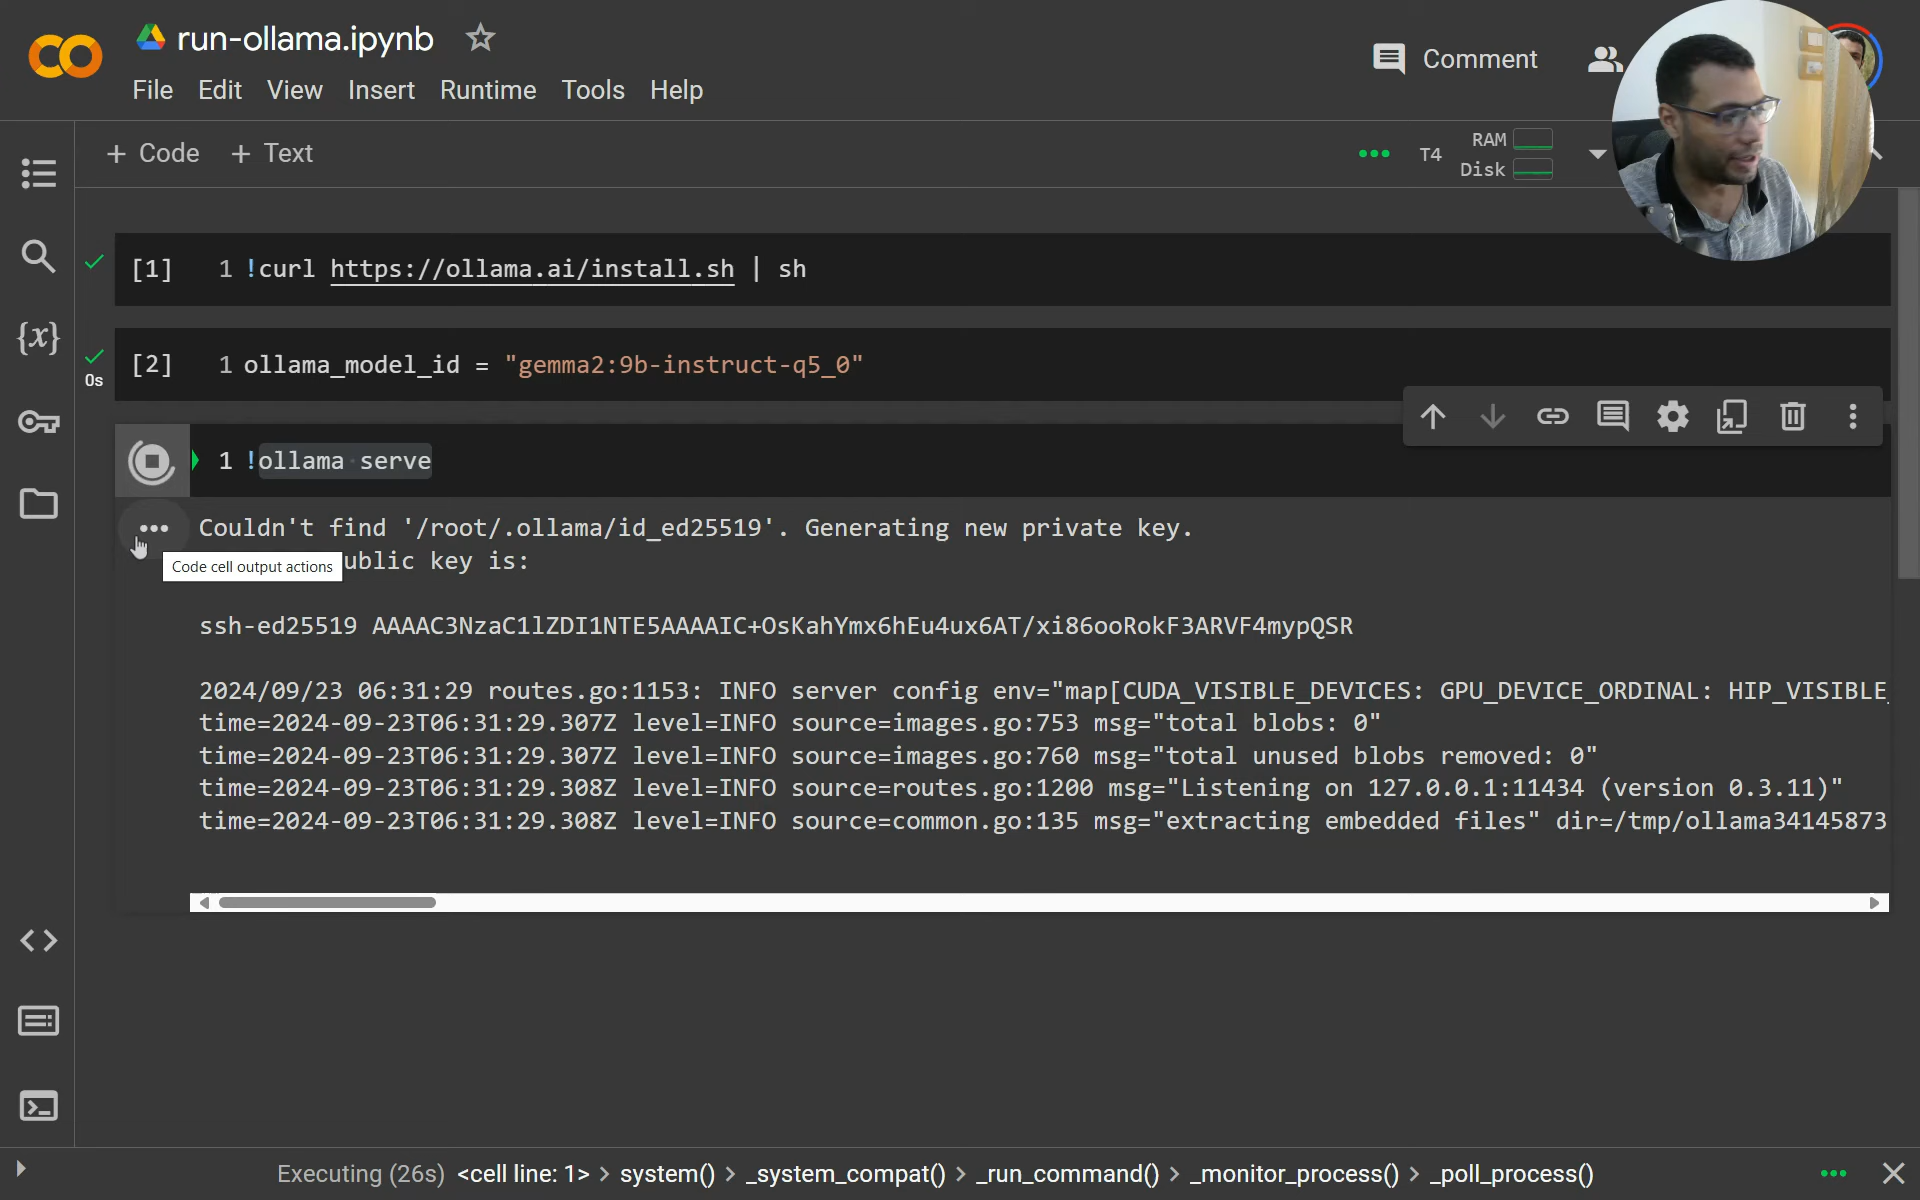 run-ollama.ipynb
File Edit View Insert Runtime Tools Help
Comment
+ Code + Text
T4
RAM
Disk
[1] 1 !curl https://ollama.ai/install.sh | sh
0s
[2] 1 ollama_model_id = "gemma2:9b-instruct-q5_0"
1 !ollama serve
Couldn't find '/root/.ollama/id_ed25519'. Generating new private key.
Code cell output actions
ublic key is:
ssh-ed25519 AAAAC3NzaC1lZDI1NTE5AAAAIC+OsKahYmx6hEu4ux6AT/xi86ooRokF3ARVF4mypQSR
2024/09/23 06:31:29 routes.go:1153: INFO server config env="map[CUDA_VISIBLE_DEVICES: GPU_DEVICE_ORDINAL: HIP_VISIBLE_
time=2024-09-23T06:31:29.307Z level=INFO source=images.go:753 msg="total blobs: 0"
time=2024-09-23T06:31:29.307Z level=INFO source=images.go:760 msg="total unused blobs removed: 0"
time=2024-09-23T06:31:29.308Z level=INFO source=routes.go:1200 msg="Listening on 127.0.0.1:11434 (version 0.3.11)"
time=2024-09-23T06:31:29.308Z level=INFO source=common.go:135 msg="extracting embedded files" dir=/tmp/ollama34145873
Executing (26s) <cell line: 1> > system() > _system_compat() > _run_command() > _monitor_process() > _poll_process()